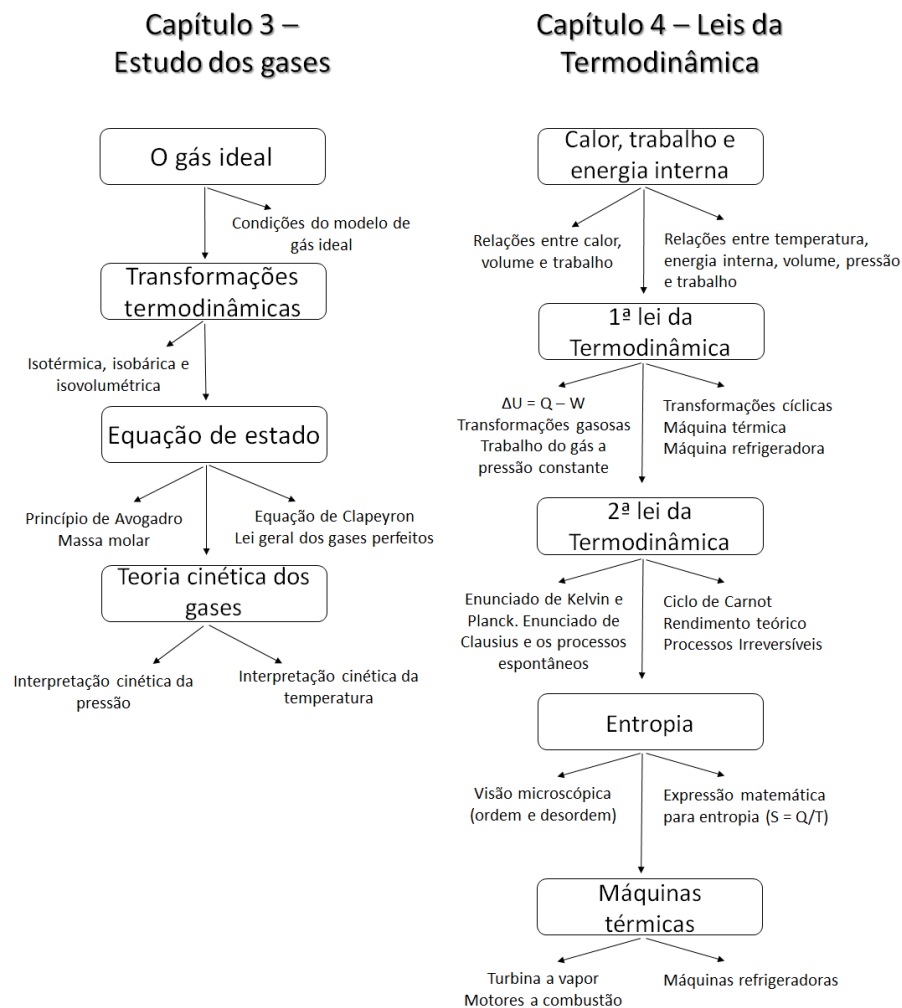 Capítulo 3 –
Estudo dos gases
O gás ideal
Condições do modelo de
gás ideal
Transformações
termodinâmicas
Isotérmica, isobárica e
isovolumétrica
Equação de estado
Princípio de Avogadro
Massa molar
Equação de Clapeyron
Lei geral dos gases perfeitos
Teoria cinética dos
gases
Interpretação cinética da
pressão
Interpretação cinética da
temperatura
Capítulo 4 – Leis da
Termodinâmica
Calor, trabalho e
energia interna
Relações entre calor,
volume e trabalho
Relações entre temperatura,
energia interna, volume, pressão
e trabalho
1ª lei da
Termodinâmica
ΔU = Q – W
Transformações gasosas
Trabalho do gás a
pressão constante
Transformações cíclicas
Máquina térmica
Máquina refrigeradora
2ª lei da
Termodinâmica
Enunciado de Kelvin e
Planck. Enunciado de
Clausius e os processos
espontâneos
Ciclo de Carnot
Rendimento teórico
Processos Irreversíveis
Entropia
Visão microscópica
(ordem e desordem)
Expressão matemática
para entropia (S = Q/T)
Máquinas
térmicas
Turbina a vapor
Motores a combustão
Máquinas refrigeradoras